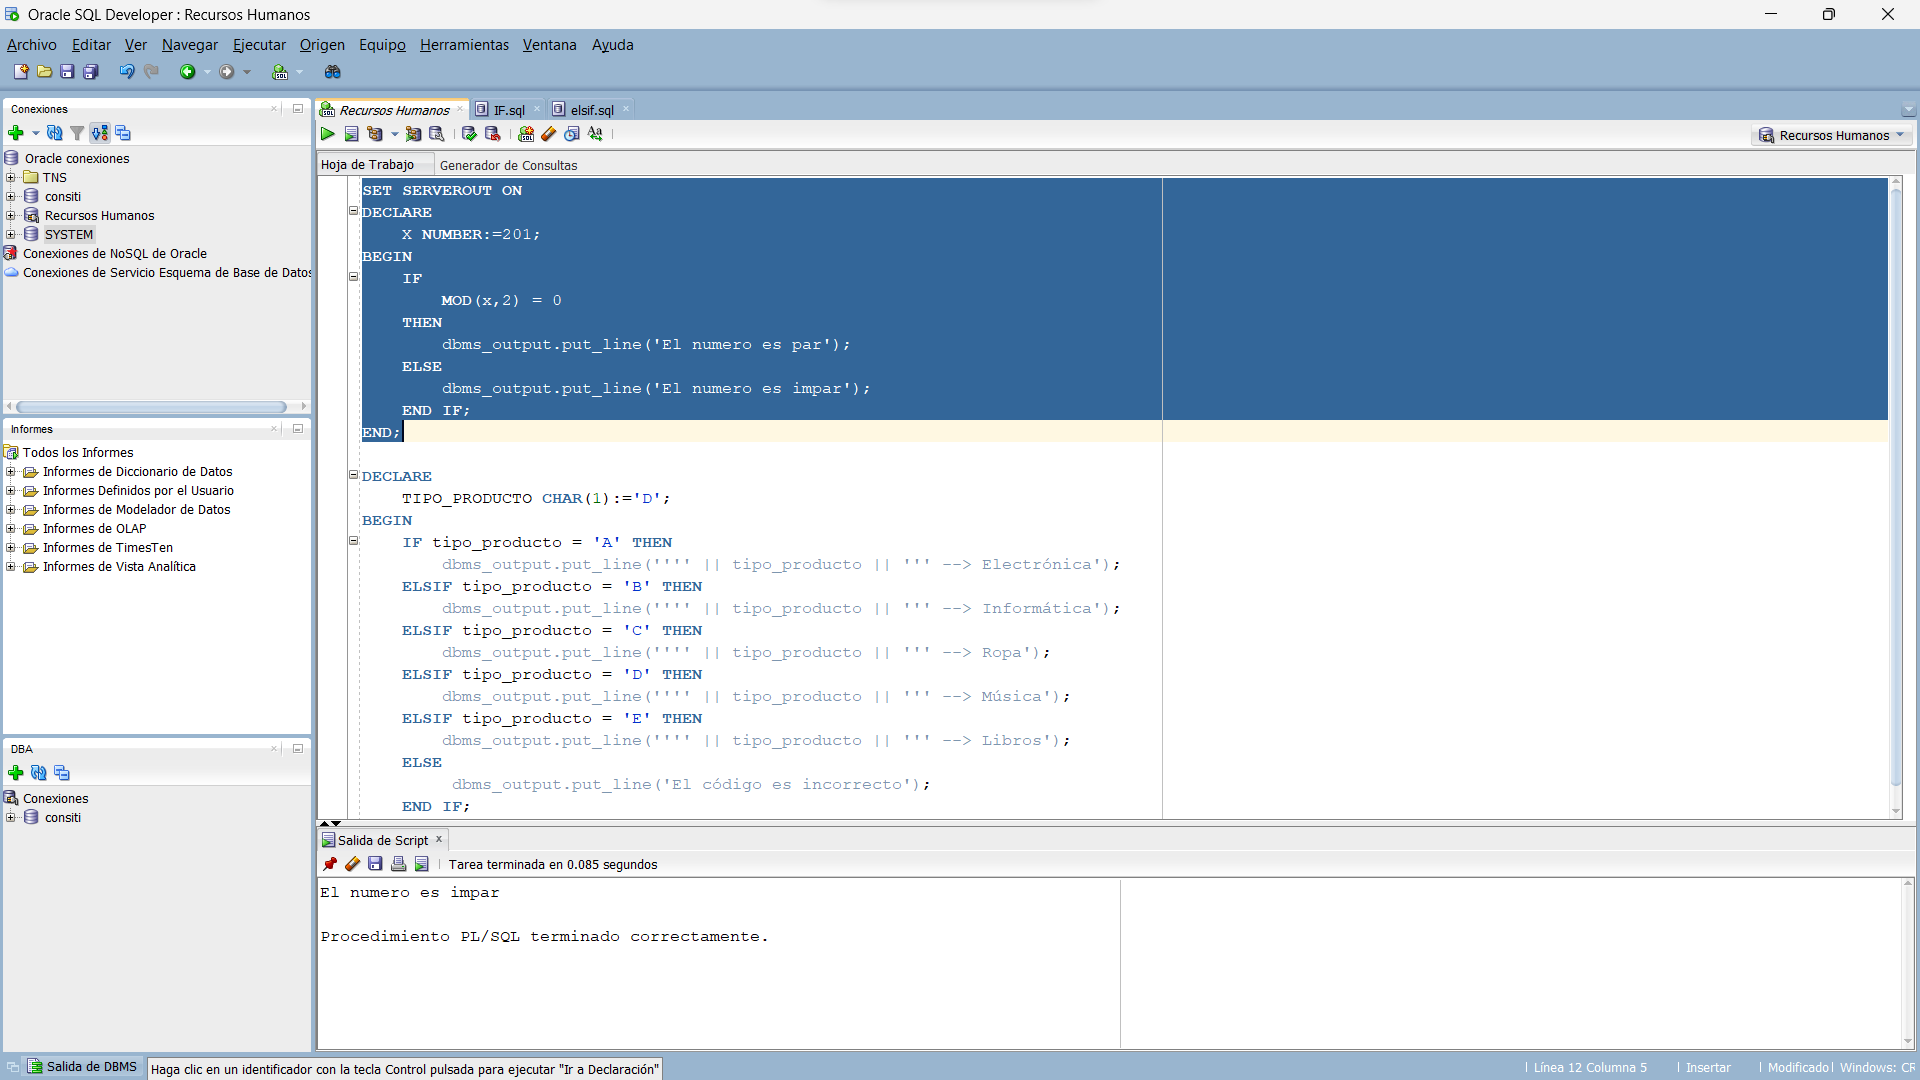 Oracle SQL Developer : Recursos Humanos
Archivo Editar Ver Navegar Ejecutar Origen Equipo Herramientas Ventana Ayuda
Conexiones
Oracle conexiones
TNS
consiti
Recursos Humanos
SYSTEM
Conexiones de NoSQL de Oracle
Conexiones de Servicio Esquema de Base de Datos
Informes
Todos los Informes
Informes de Diccionario de Datos
Informes Definidos por el Usuario
Informes de Modelador de Datos
Informes de OLAP
Informes de TimesTen
Informes de Vista Analítica
DBA
Conexiones
consiti
Recursos Humanos IF.sql elsif.sql
Recursos Humanos
Hoja de Trabajo Generador de Consultas
SET SERVEROUT ON
DECLARE
    X NUMBER:=201;
BEGIN
    IF
        MOD(x,2) = 0
    THEN
        dbms_output.put_line('El numero es par');
    ELSE
        dbms_output.put_line('El numero es impar');
    END IF;
END;
DECLARE
    TIPO_PRODUCTO CHAR(1):='D';
BEGIN
    IF tipo_producto = 'A' THEN
        dbms_output.put_line('''' || tipo_producto || ''' --> Electrónica');
    ELSIF tipo_producto = 'B' THEN
        dbms_output.put_line('''' || tipo_producto || ''' --> Informática');
    ELSIF tipo_producto = 'C' THEN
        dbms_output.put_line('''' || tipo_producto || ''' --> Ropa');
    ELSIF tipo_producto = 'D' THEN
        dbms_output.put_line('''' || tipo_producto || ''' --> Música');
    ELSIF tipo_producto = 'E' THEN
        dbms_output.put_line('''' || tipo_producto || ''' --> Libros');
    ELSE
         dbms_output.put_line('El código es incorrecto');
    END IF;
Salida de Script
Tarea terminada en 0.085 segundos
El numero es impar
Procedimiento PL/SQL terminado correctamente.
Salida de DBMS
Haga clic en un identificador con la tecla Control pulsada para ejecutar "Ir a Declaración"
Línea 12 Columna 5 Insertar Modificado Windows: CR